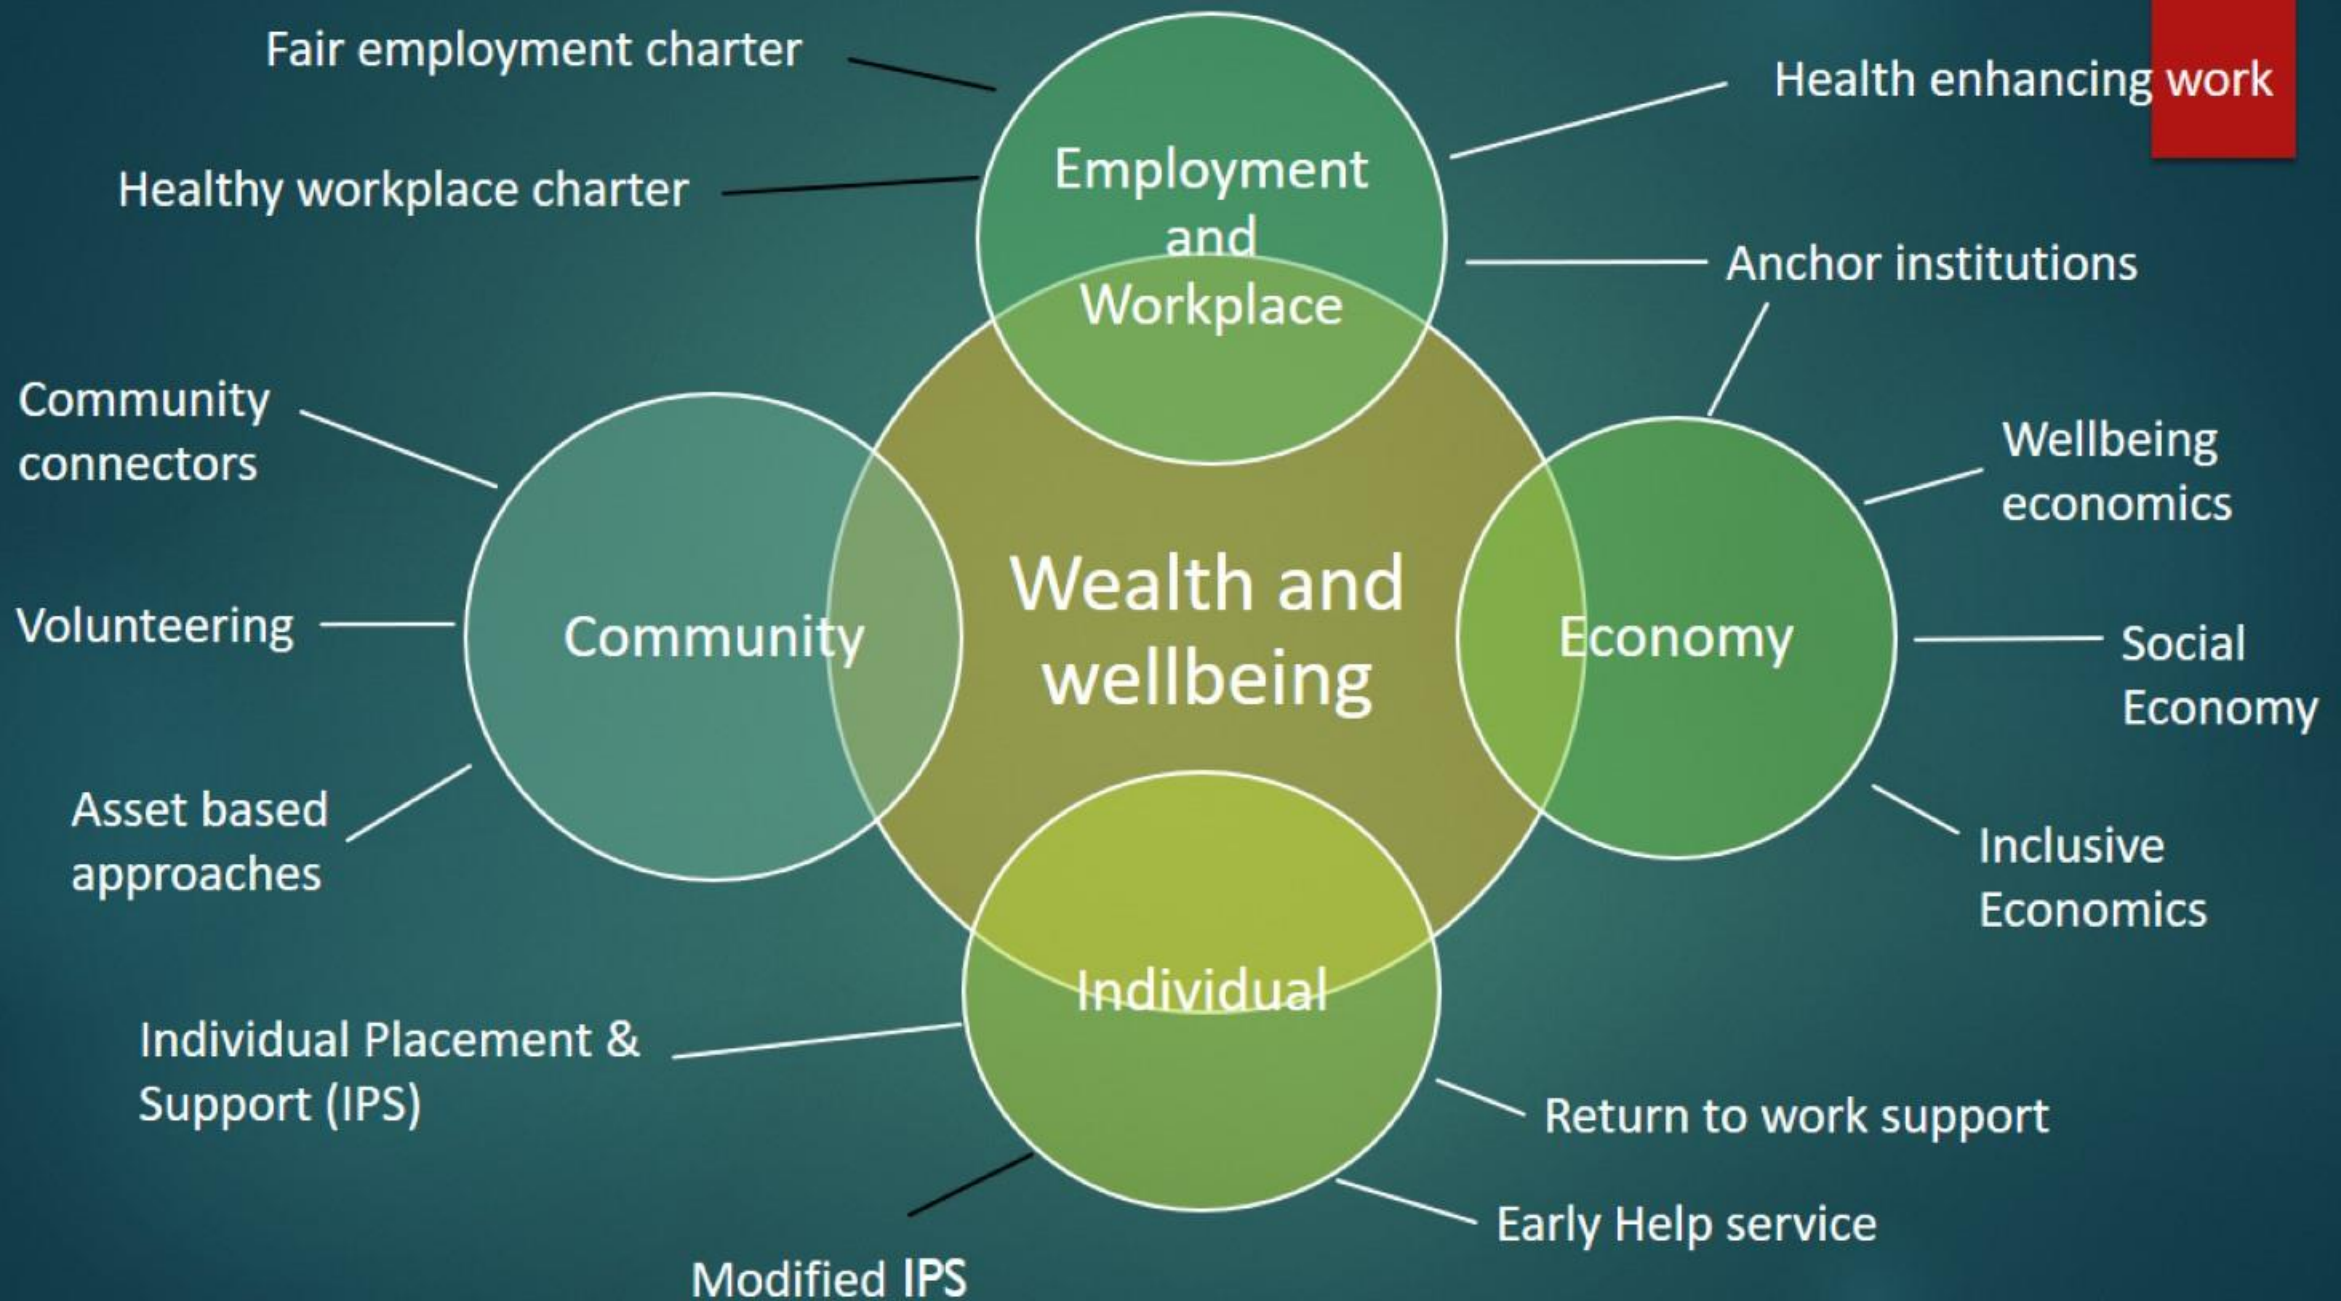 Fair employment charter
Health enhancing work
Healthy workplace charter
Employment
and
Workplace
Anchor institutions
Community
connectors
Wellbeing
economics
Wealth and
wellbeing
Volunteering
Community
Economy
Social
Economy
Asset based
approaches
Inclusive
Economics
Individual
Individual Placement &
Support (IPS)
Return to work support
Early Help service
Modified IPS